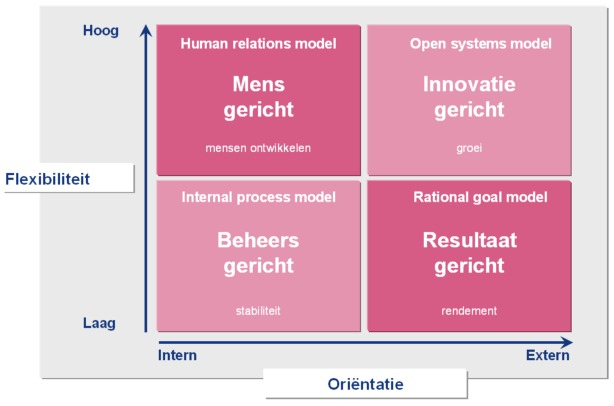 Hoog
Human relations model
Open systems model
Mens
gericht
Innovatie
gericht
mensen ontwikkelen
groei
Flexibiliteit
Internal process model
Rational goal model
Beheers
gericht
Resultaat
gericht
stabiliteit
rendement
Laag
Intern
Extern
Oriëntatie